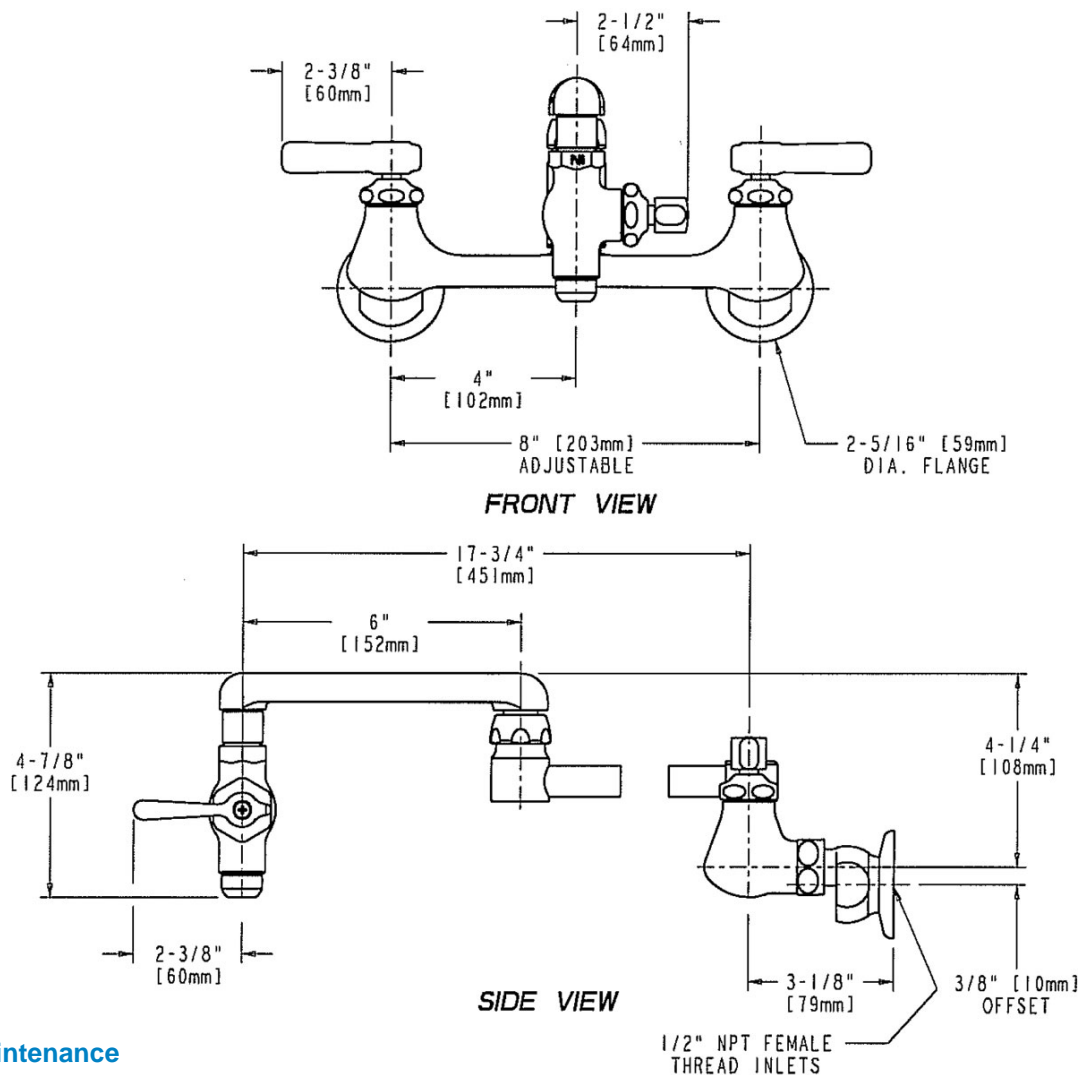 2-1/2"
[64mm]
2-3/8"
[60mm]
4"
[102mm]
8" [203mm]
ADJUSTABLE
2-5/16" [59mm]
DIA. FLANGE
FRONT VIEW
17-3/4"
[451mm]
6"
[152mm]
4-7/8"
[124mm]
4-1/4"
[108mm]
2-3/8"
[60mm]
3-1/8"
[79mm]
3/8" [10mm]
OFFSET
SIDE VIEW
1/2" NPT FEMALE
THREAD INLETS
intenance